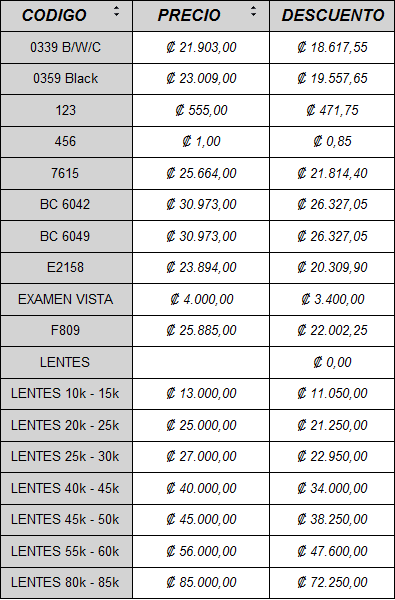 CODIGO PRECIO DESCUENTO
0339 B/W/C ₡ 21.903,00 ₡ 18.617,55
0359 Black ₡ 23.009,00 ₡ 19.557,65
123 ₡ 555,00 ₡ 471,75
456 ₡ 1,00 ₡ 0,85
7615 ₡ 25.664,00 ₡ 21.814,40
BC 6042 ₡ 30.973,00 ₡ 26.327,05
BC 6049 ₡ 30.973,00 ₡ 26.327,05
E2158 ₡ 23.894,00 ₡ 20.309,90
EXAMEN VISTA ₡ 4.000,00 ₡ 3.400,00
F809 ₡ 25.885,00 ₡ 22.002,25
LENTES ₡ 0,00
LENTES 10k - 15k ₡ 13.000,00 ₡ 11.050,00
LENTES 20k - 25k ₡ 25.000,00 ₡ 21.250,00
LENTES 25k - 30k ₡ 27.000,00 ₡ 22.950,00
LENTES 40k - 45k ₡ 40.000,00 ₡ 34.000,00
LENTES 45k - 50k ₡ 45.000,00 ₡ 38.250,00
LENTES 55k - 60k ₡ 56.000,00 ₡ 47.600,00
LENTES 80k - 85k ₡ 85.000,00 ₡ 72.250,00